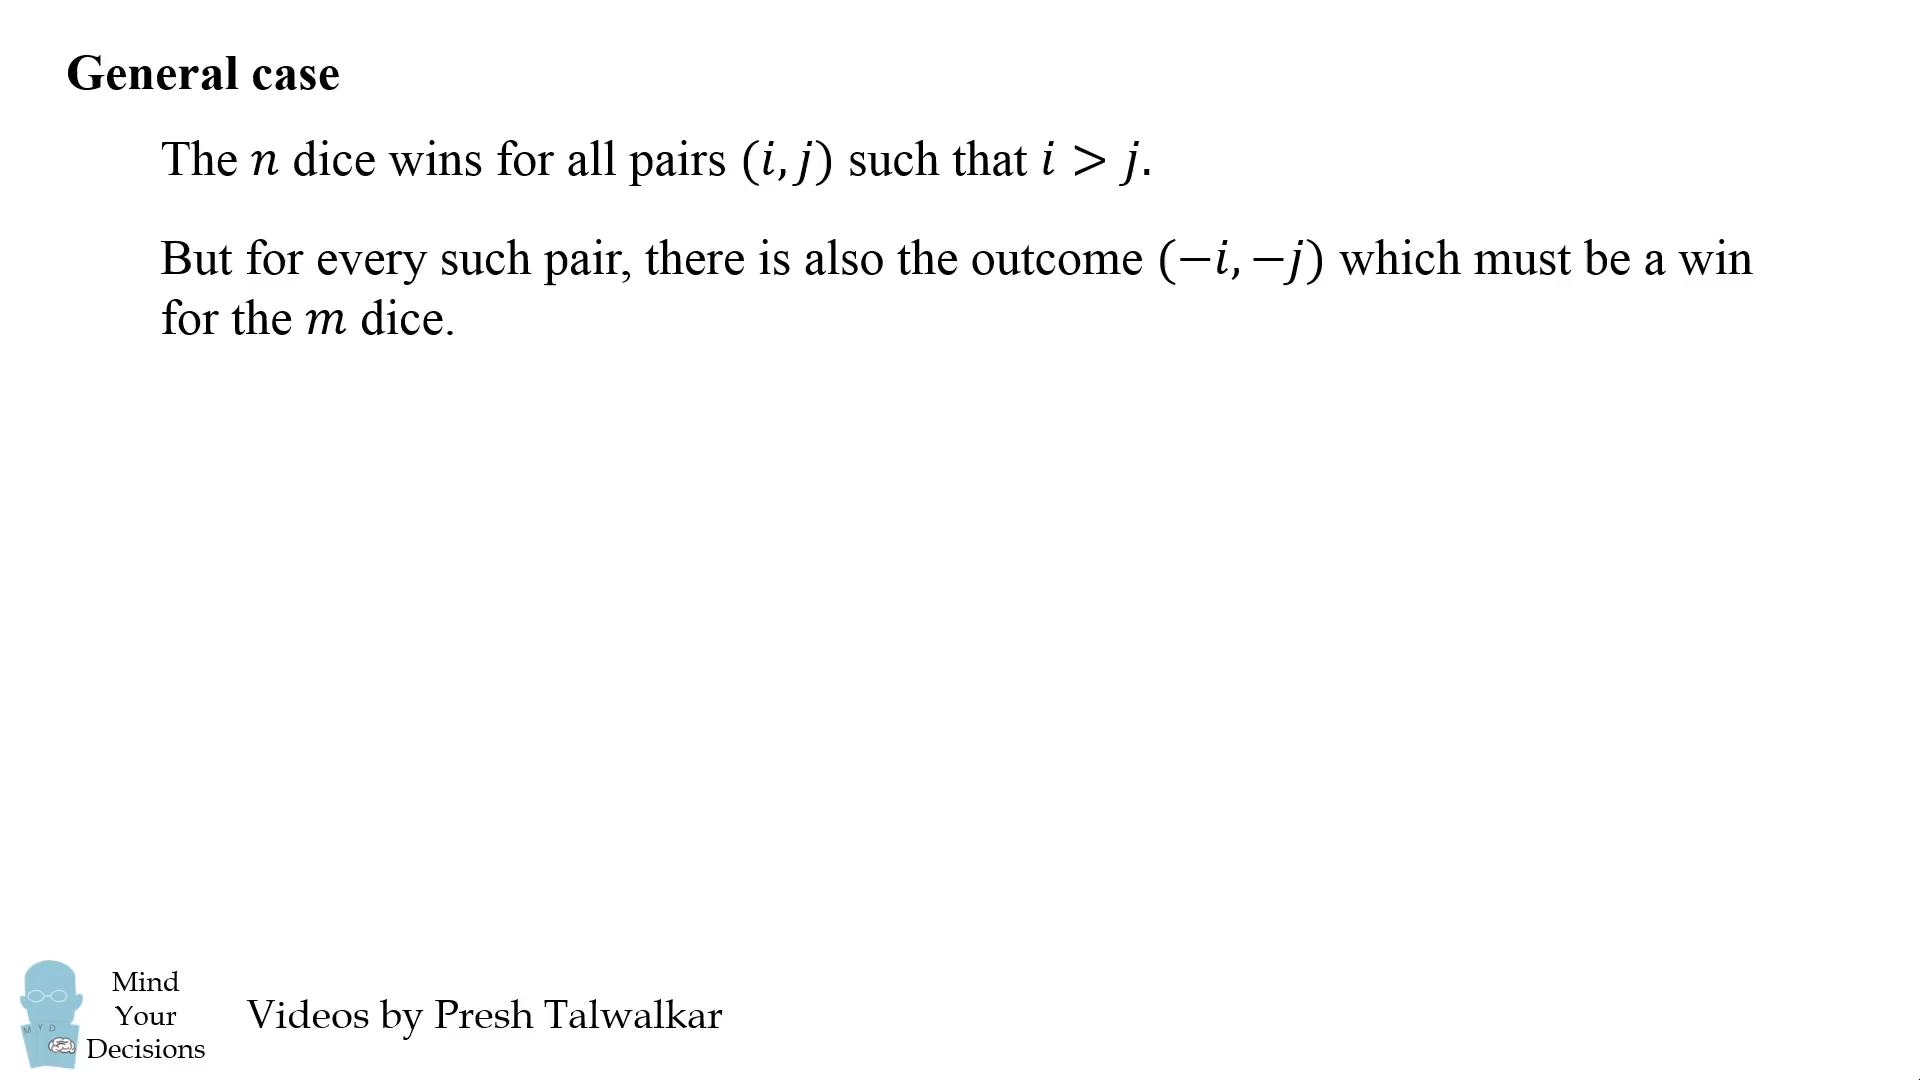 General case
The n dice wins for all pairs (i, j) such that i > j.
But for every such pair, there is also the outcome (−i, −j) which must be a win
for the m dice.
Mind
Your
Decisions
M Y D
Videos by Presh Talwalkar